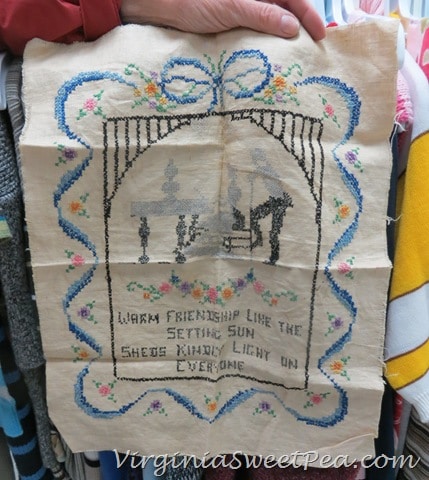 WARM FRIENDSHIP LIKE THE
SETTING SUN
SHEDS KINDLY LIGHT ON
EVERYONE
VirginiaSweetPea.com